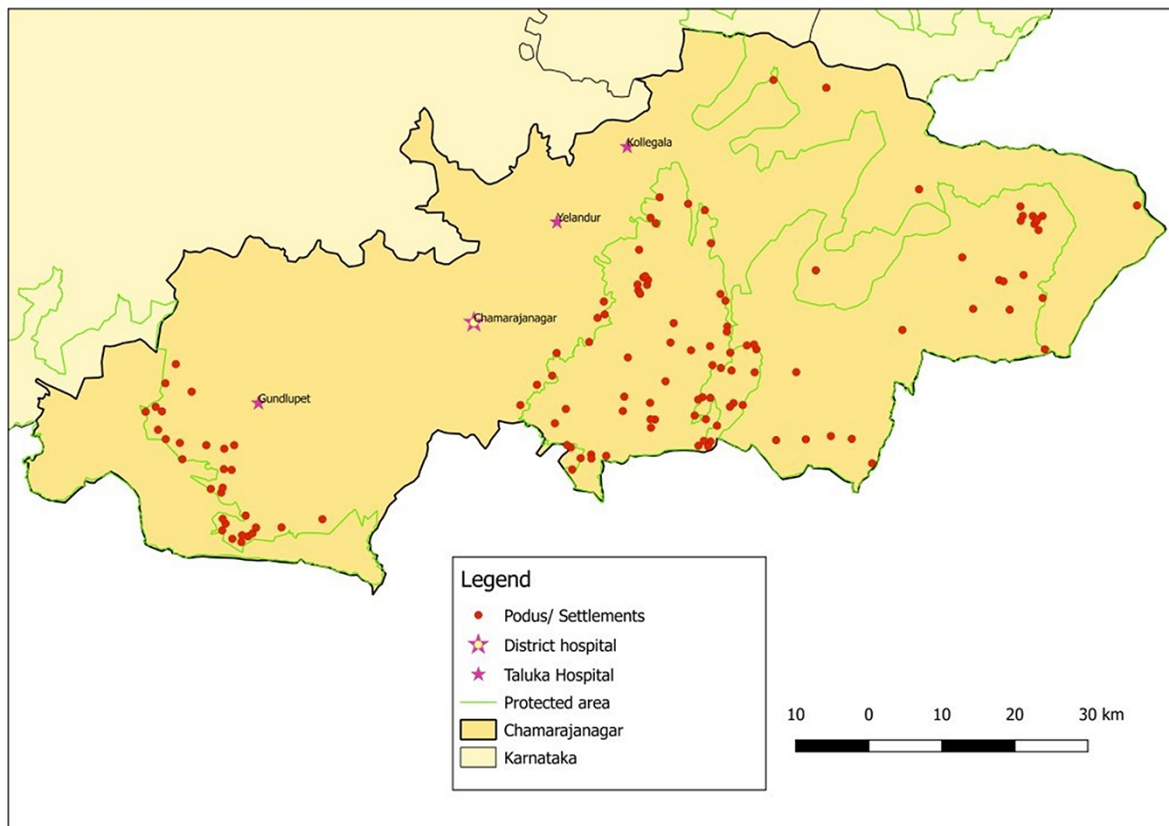 Kollegala
Yelandur
Chamarajanagar
Gundlupet
Legend
Podus/ Settlements
District hospital
Taluka Hospital
Protected area
Chamarajanagar
Karnataka
10 0 10 20 30 km